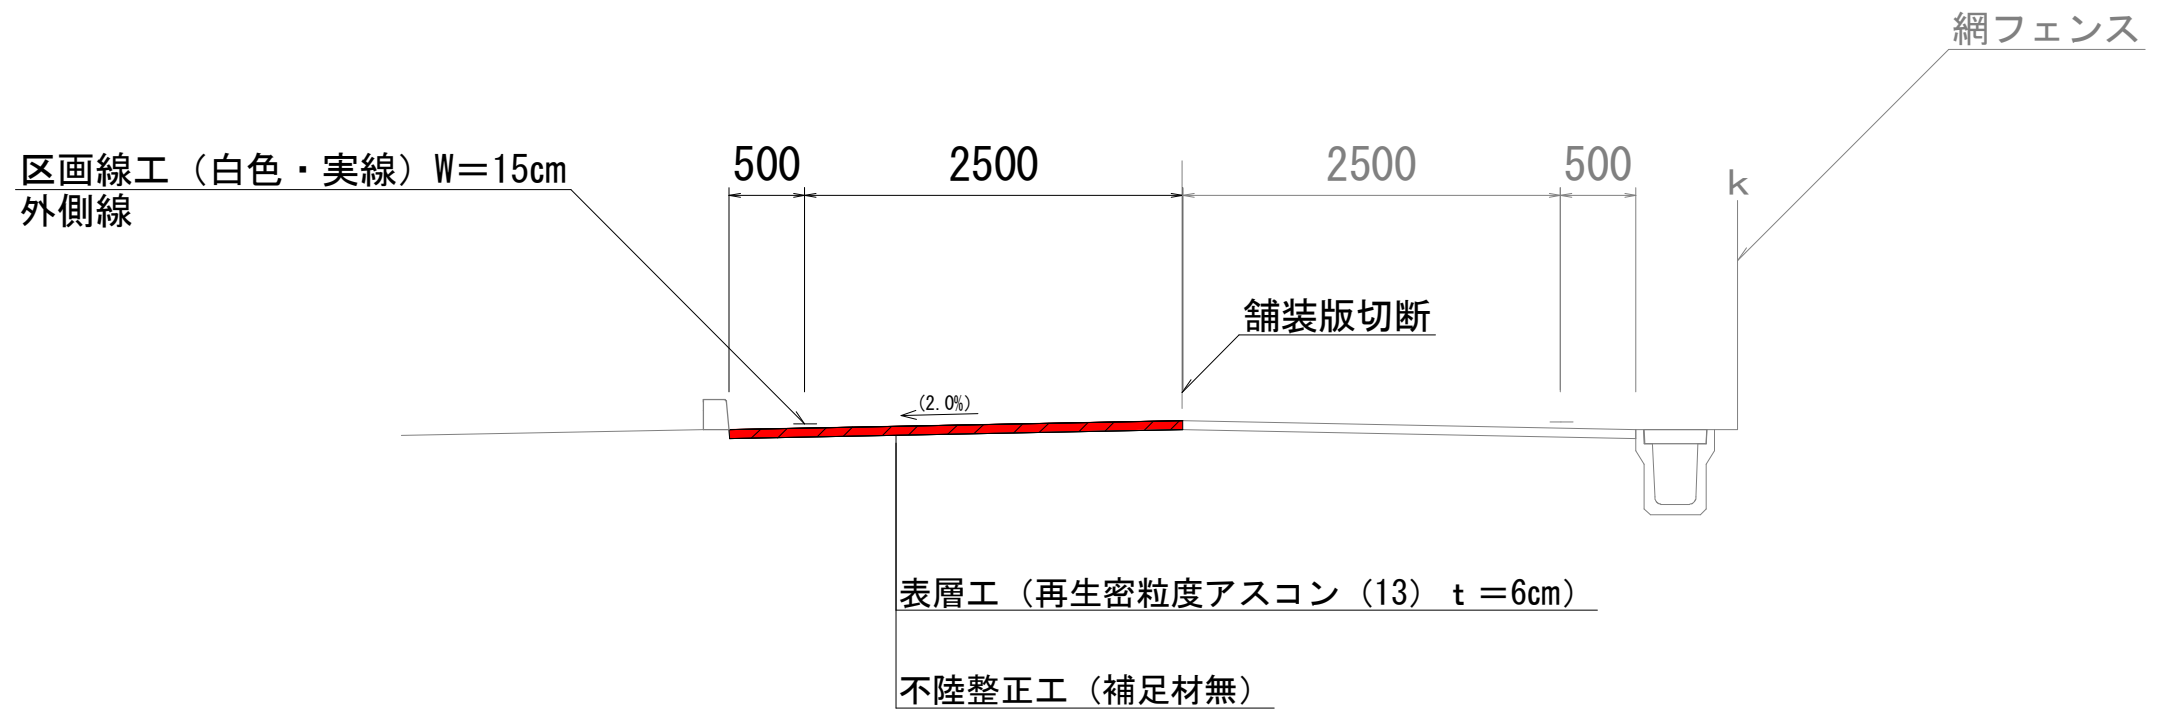 網フェンス
500
2500
2500
500
k
区画線工（白色・実線）W＝15cm
外側線
舗装版切断
(2.0%)
表層工（再生密粒度アスコン（13） t＝6cm）
不陸整正工（補足材無）